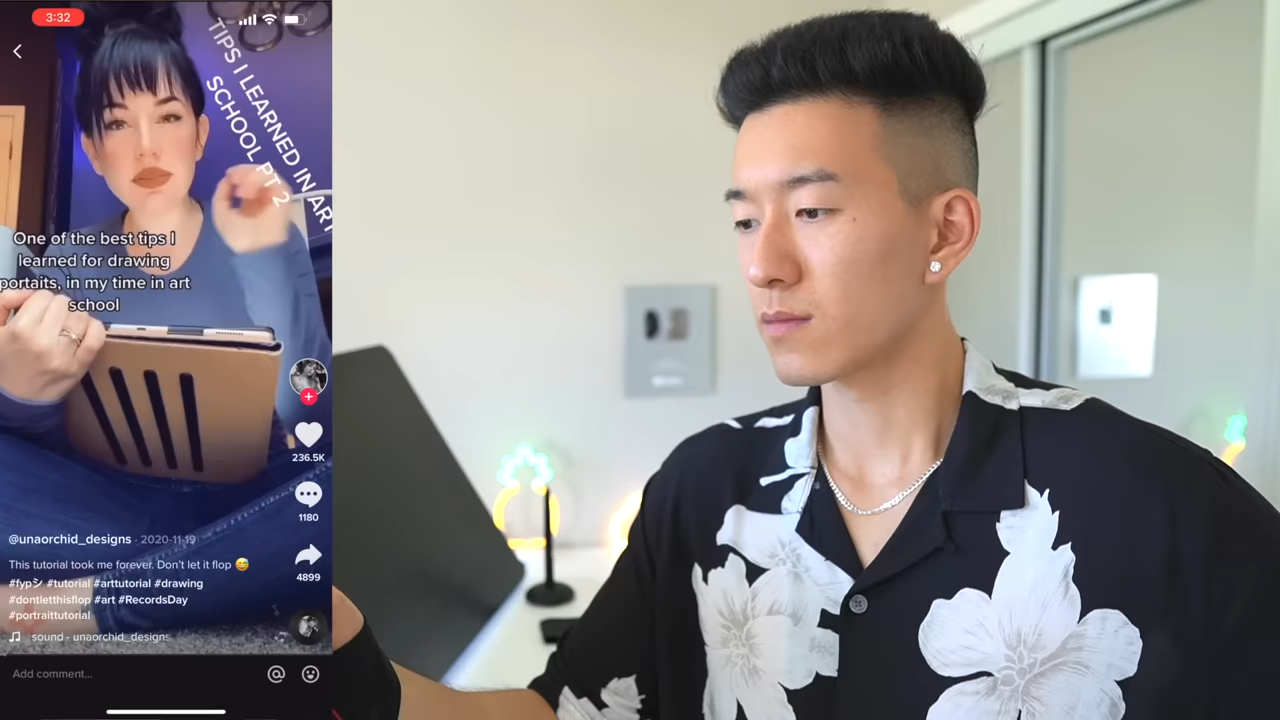 3:32
TIPS I LEARNED IN ART
SCHOOL PT 2
One of the best tips I
learned for drawing
portaits, in my time in art
school
236.5K
1180
4899
@unaorchid_designs · 2020-11-19
This tutorial took me forever. Don't let it flop 😅
#fypシ #tutorial #arttutorial #drawing
#dontletthisflop #art #RecordsDay
#portraittutorial
sound - unaorchid_designs
Add comment...